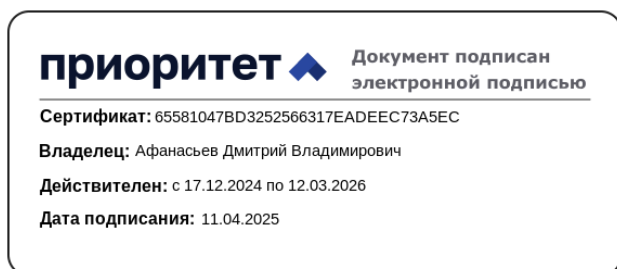 приоритет
Документ подписан
электронной подписью
Сертификат: 65581047BD3252566317EADEEC73A5EC
Владелец: Афанасьев Дмитрий Владимирович
Действителен: с 17.12.2024 по 12.03.2026
Дата подписания: 11.04.2025